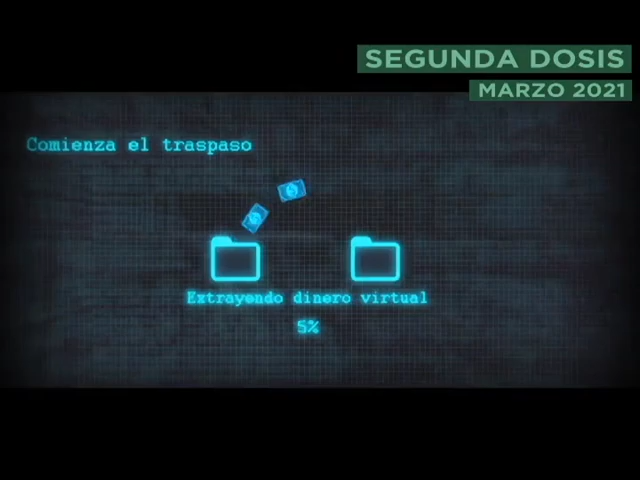 SEGUNDA DOSIS
MARZO 2021
Comienza el traspaso
Extrayendo dinero virtual
5%